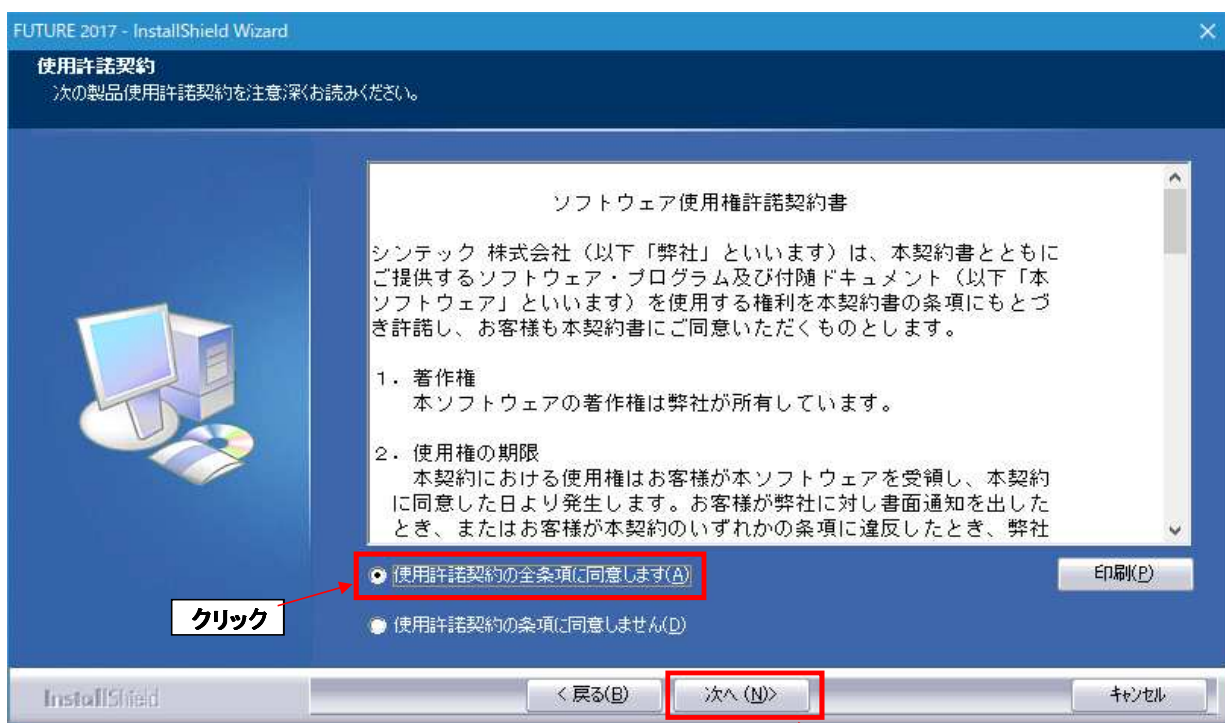 FUTURE 2017 - InstallShield Wizard
使用許諾契約
次の製品使用許諾契約を注意深くお読みください。
ソフトウェア使用権許諾契約書
シンテック 株式会社（以下「弊社」といいます）は、本契約書とともに
ご提供するソフトウェア・プログラム及び付随ドキュメント（以下「本
ソフトウェア」といいます）を使用する権利を本契約書の条項にもとづ
き許諾し、お客様も本契約書にご同意いただくものとします。
１．著作権
本ソフトウェアの著作権は弊社が所有しています。
２．使用権の期限
本契約における使用権はお客様が本ソフトウェアを受領し、本契約
に同意した日より発生します。お客様が弊社に対し書面通知を出した
とき、またはお客様が本契約のいずれかの条項に違反したとき、弊社
使用許諾契約の全条項に同意します(A)
印刷(P)
クリック
使用許諾契約の条項に同意しません(D)
InstallShield
< 戻る(B)
次へ (N)>
キャンセル